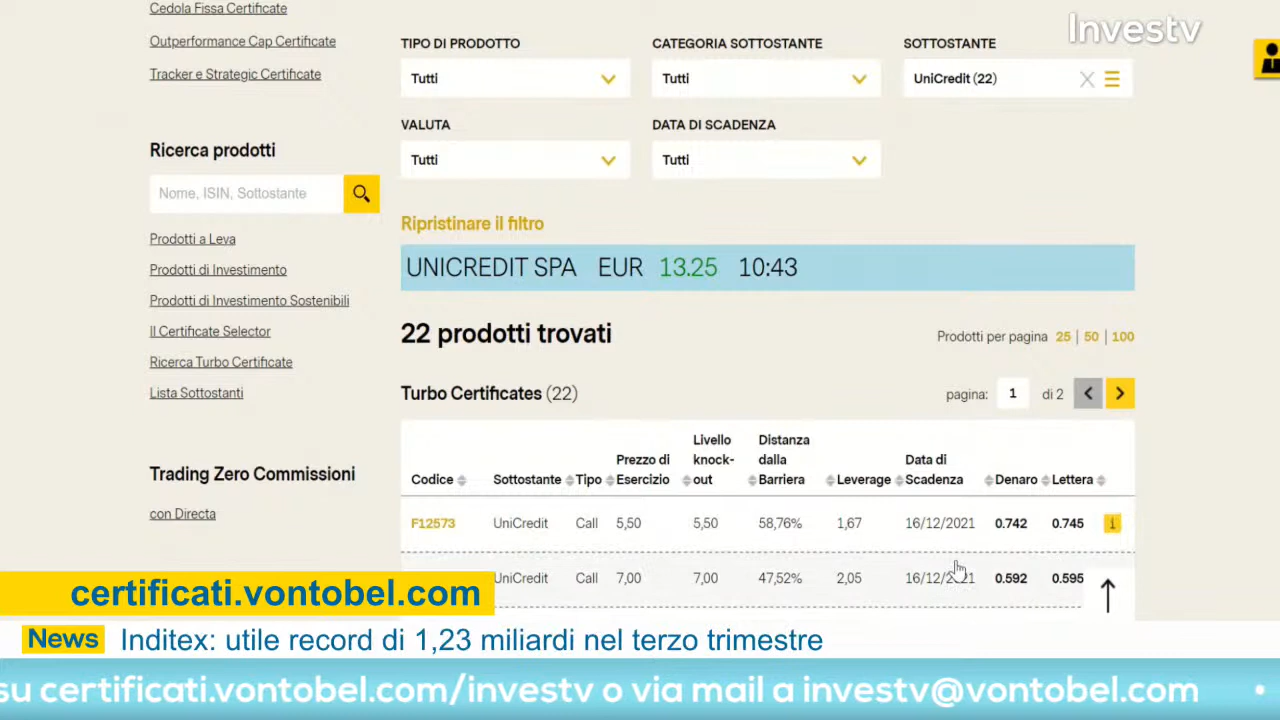 Cedola Fissa Certificate
Outperformance Cap Certificate
Tracker e Strategic Certificate
Ricerca prodotti
Nome, ISIN, Sottostante
Prodotti a Leva
Prodotti di Investimento
Prodotti di Investimento Sostenibili
Il Certificate Selector
Ricerca Turbo Certificate
Lista Sottostanti
Trading Zero Commissioni
con Directa
Investv
TIPO DI PRODOTTO CATEGORIA SOTTOSTANTE SOTTOSTANTE
Tutti Tutti UniCredit (22)
VALUTA DATA DI SCADENZA
Tutti Tutti
Ripristinare il filtro
UNICREDIT SPA EUR 13.25 10:43
22 prodotti trovati Prodotti per pagina 25 | 50 | 100
Turbo Certificates (22) pagina: 1 di 2
Codice Sottostante Tipo Prezzo di Esercizio Livello knock-out Distanza dalla Barriera Leverage Data di Scadenza Denaro Lettera
F12573 UniCredit Call 5,50 5,50 58,76% 1,67 16/12/2021 0.742 0.745 i
UniCredit Call 7,00 7,00 47,52% 2,05 16/12/2021 0.592 0.595
certificati.vontobel.com
News Inditex: utile record di 1,23 miliardi nel terzo trimestre
su certificati.vontobel.com/investv o via mail a investv@vontobel.com •